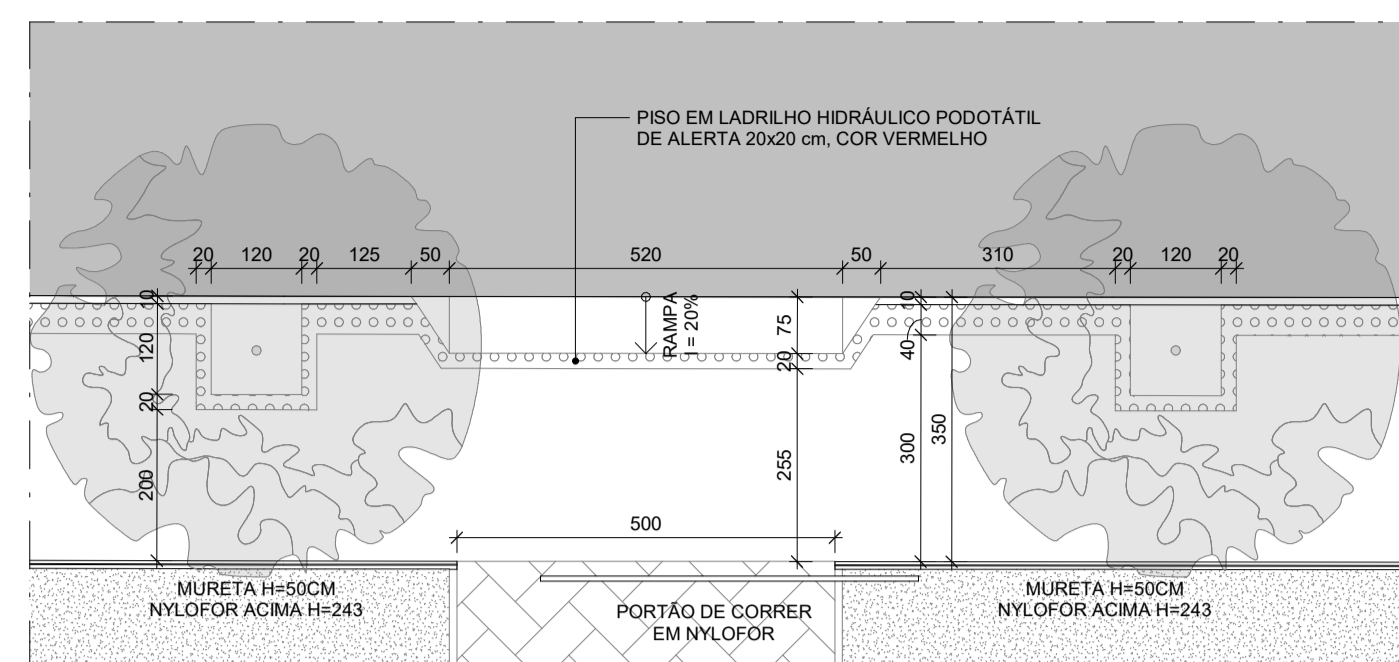 PISO EM LADRILHO HIDRÁULICO PODOTÁTIL
DE ALERTA 20x20 cm, COR VERMELHO
20 120 20 125 50 520 50 310 20 120 20
10
120
20
200
RAMPA
I = 20%
75
20
255
10
40
300
350
500
MURETA H=50CM
NYLOFOR ACIMA H=243
PORTÃO DE CORRER
EM NYLOFOR
MURETA H=50CM
NYLOFOR ACIMA H=243